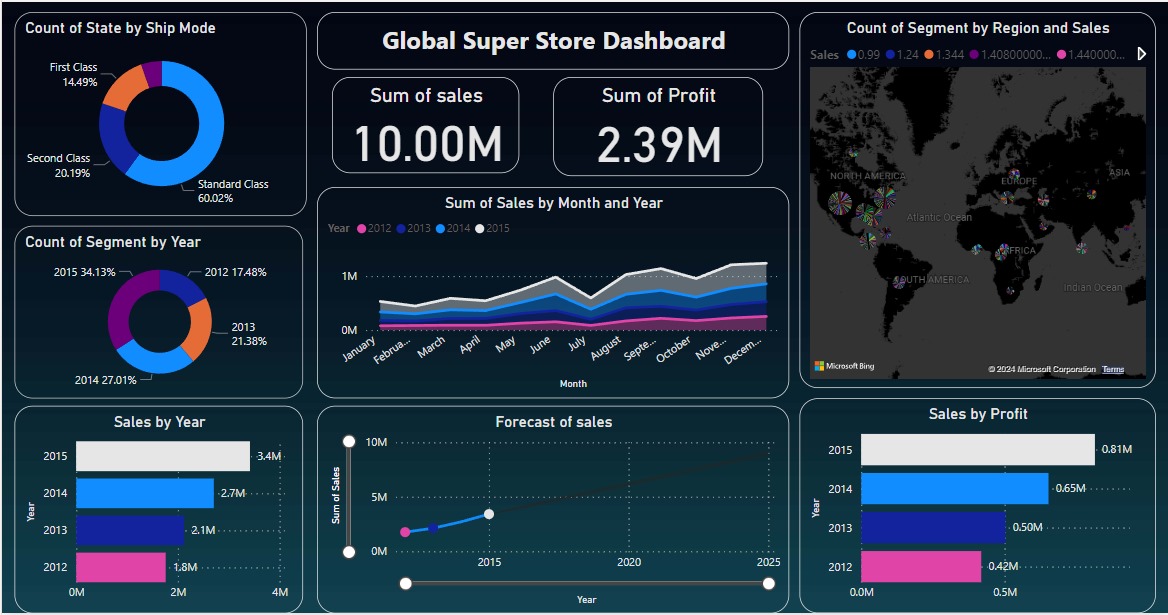 Count of State by Ship Mode
First Class
14.49%
Second Class
20.19%
Standard Class
60.02%
Count of Segment by Year
2015 34.13%
2012 17.48%
2013
21.38%
2014 27.01%
Sales by Year
Year
2015
3.4M
2014
2.7M
2013
2.1M
2012
1.8M
0M 2M 4M
Global Super Store Dashboard
Sum of sales
10.00M
Sum of Profit
2.39M
Sum of Sales by Month and Year
Year 2012 2013 2014 2015
1M
0M
January Februa... March April May June July August Septe... October Nove... Decem...
Month
Forecast of sales
Sum of Sales
10M
5M
0M
2015 2020 2025
Year
Count of Segment by Region and Sales
Sales 0.99 1.24 1.344 1.40800000... 1.440000...
NORTH AMERICA
EUROPE
ASIA
Atlantic Ocean
AFRICA
SOUTH AMERICA
Indian Ocean
Microsoft Bing
© 2024 Microsoft Corporation Terms
Sales by Profit
Year
2015
0.81M
2014
0.65M
2013
0.50M
2012
0.42M
0.0M 0.5M